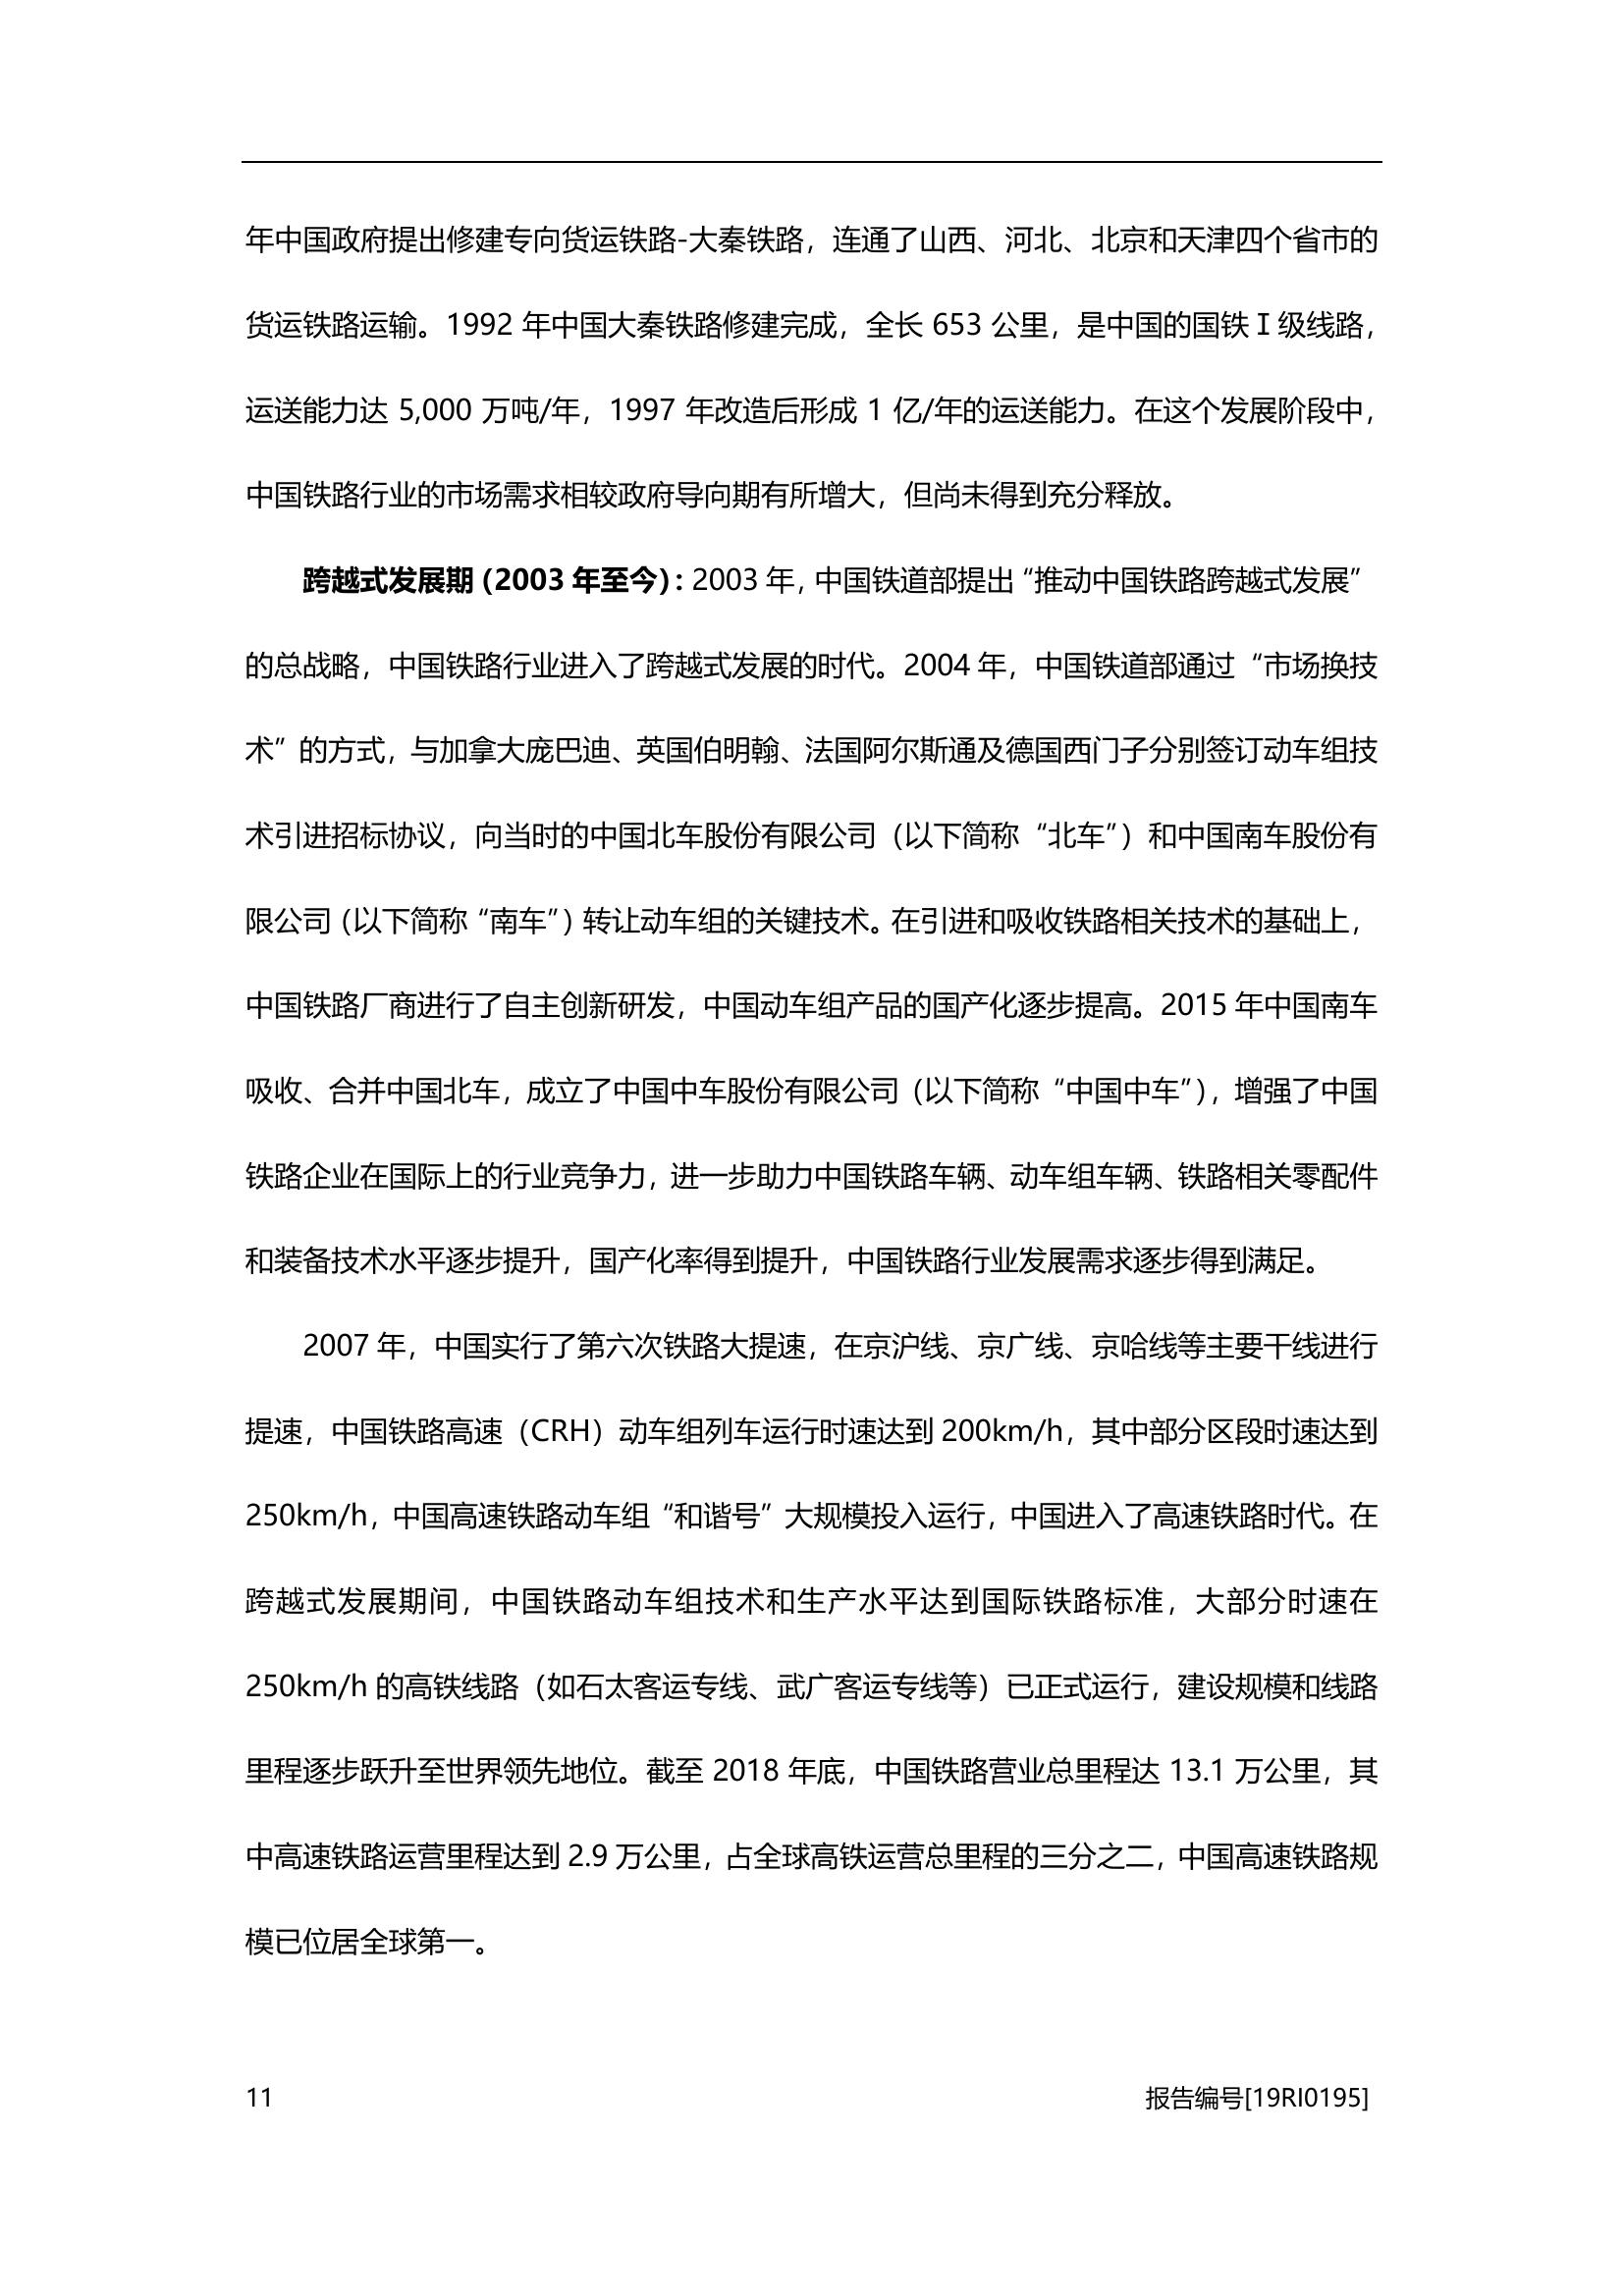 年中国政府提出修建专向货运铁路-大秦铁路，连通了山西、河北、北京和天津四个省市的
货运铁路运输。1992 年中国大秦铁路修建完成，全长 653 公里，是中国的国铁 I 级线路，
运送能力达 5,000 万吨/年，1997 年改造后形成 1 亿/年的运送能力。在这个发展阶段中，
中国铁路行业的市场需求相较政府导向期有所增大，但尚未得到充分释放。
跨越式发展期（2003 年至今）：2003 年，中国铁道部提出“推动中国铁路跨越式发展”
的总战略，中国铁路行业进入了跨越式发展的时代。2004 年，中国铁道部通过“市场换技
术”的方式，与加拿大庞巴迪、英国伯明翰、法国阿尔斯通及德国西门子分别签订动车组技
术引进招标协议，向当时的中国北车股份有限公司（以下简称“北车”）和中国南车股份有
限公司（以下简称“南车”）转让动车组的关键技术。在引进和吸收铁路相关技术的基础上，
中国铁路厂商进行了自主创新研发，中国动车组产品的国产化逐步提高。2015 年中国南车
吸收、合并中国北车，成立了中国中车股份有限公司（以下简称“中国中车”），增强了中国
铁路企业在国际上的行业竞争力，进一步助力中国铁路车辆、动车组车辆、铁路相关零配件
和装备技术水平逐步提升，国产化率得到提升，中国铁路行业发展需求逐步得到满足。
2007 年，中国实行了第六次铁路大提速，在京沪线、京广线、京哈线等主要干线进行
提速，中国铁路高速（CRH）动车组列车运行时速达到 200km/h，其中部分区段时速达到
250km/h，中国高速铁路动车组“和谐号”大规模投入运行，中国进入了高速铁路时代。在
跨越式发展期间，中国铁路动车组技术和生产水平达到国际铁路标准，大部分时速在
250km/h 的高铁线路（如石太客运专线、武广客运专线等）已正式运行，建设规模和线路
里程逐步跃升至世界领先地位。截至 2018 年底，中国铁路营业总里程达 13.1 万公里，其
中高速铁路运营里程达到 2.9 万公里，占全球高铁运营总里程的三分之二，中国高速铁路规
模已位居全球第一。
11 报告编号[19RI0195]